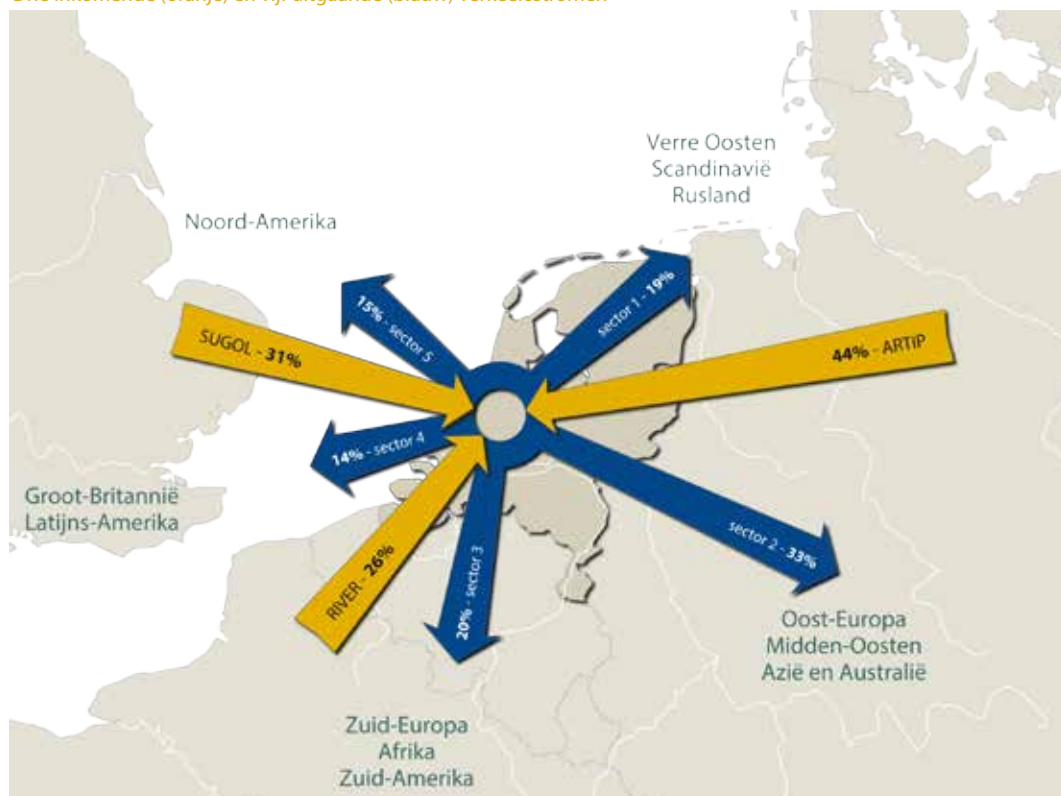 Verre Oosten
Scandinavië
Rusland
Noord-Amerika
15% - sector 5
sector 1 - 19%
SUGOL - 31%
44% - ARTIP
14% - sector 4
Groot-Britannië
Latijns-Amerika
RIVER - 26%
20% - sector 3
sector 2 - 33%
Oost-Europa
Midden-Oosten
Azië en Australië
Zuid-Europa
Afrika
Zuid-Amerika